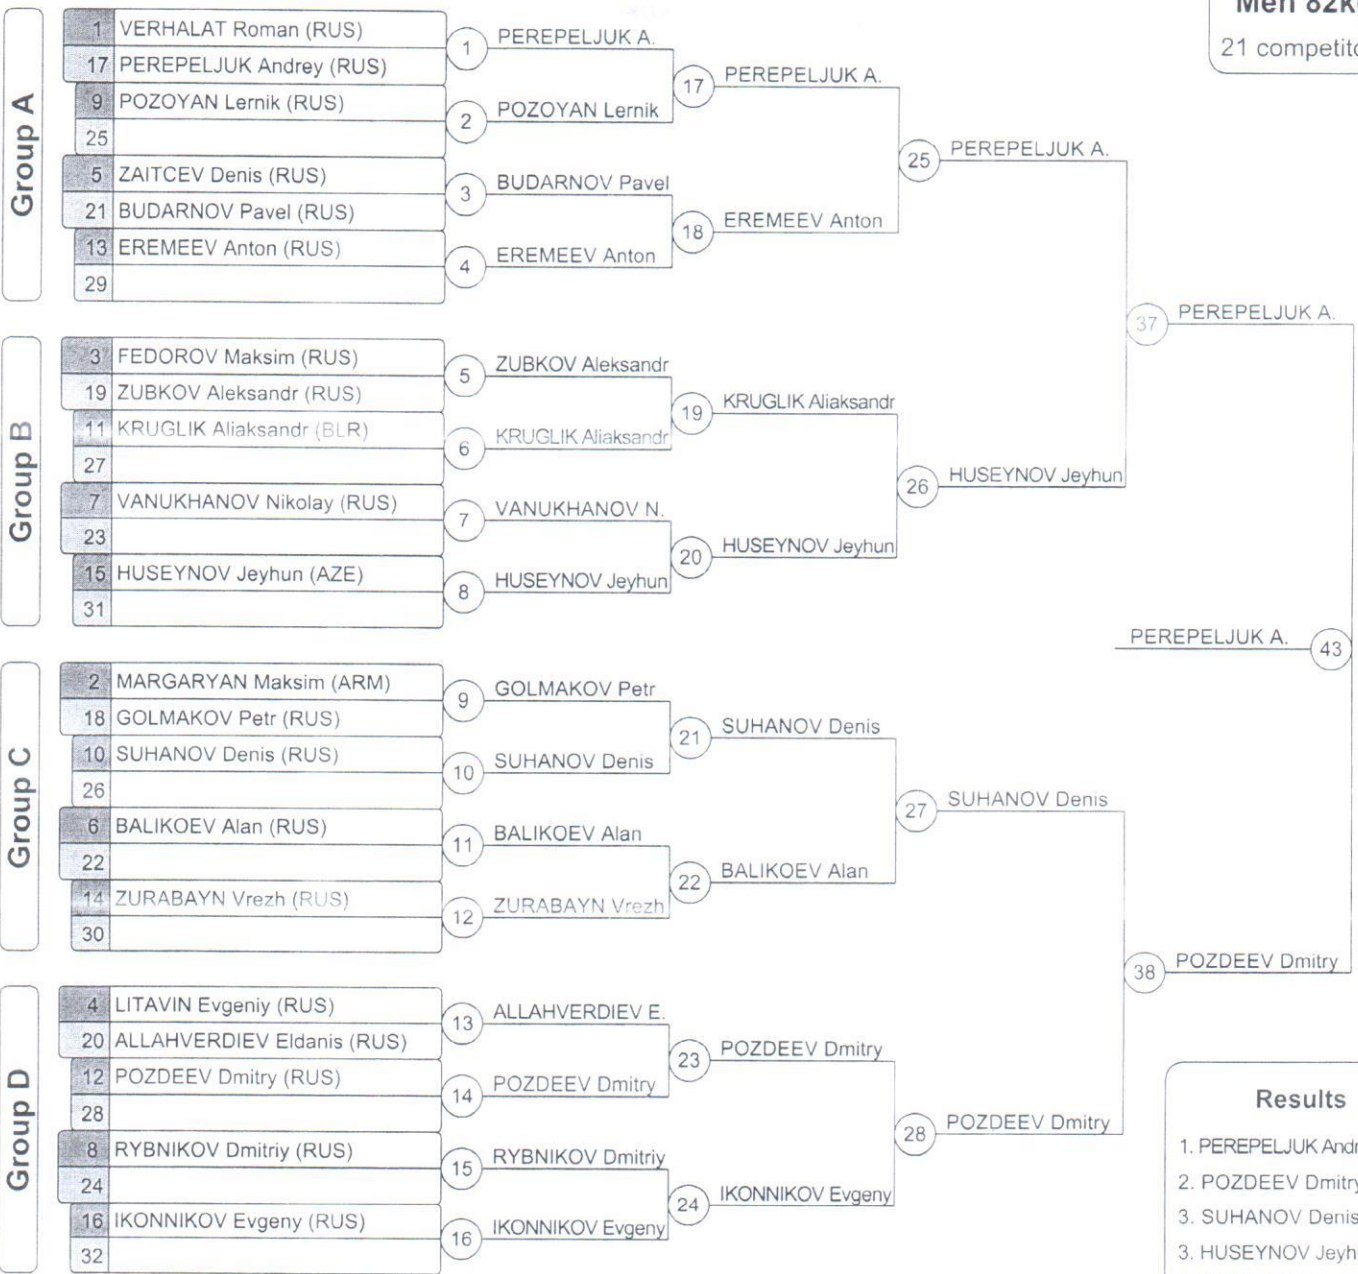 Men 82k
21 competito
Group A
1 VERHALAT Roman (RUS)
17 PEREPELJUK Andrey (RUS)
9 POZOYAN Lernik (RUS)
25
5 ZAITCEV Denis (RUS)
21 BUDARNOV Pavel (RUS)
13 EREMEEV Anton (RUS)
29
1 PEREPELJUK A.
2 POZOYAN Lernik
3 BUDARNOV Pavel
4 EREMEEV Anton
17 PEREPELJUK A.
18 EREMEEV Anton
25 PEREPELJUK A.
Group B
3 FEDOROV Maksim (RUS)
19 ZUBKOV Aleksandr (RUS)
11 KRUGLIK Aliaksandr (BLR)
27
7 VANUKHANOV Nikolay (RUS)
23
15 HUSEYNOV Jeyhun (AZE)
31
5 ZUBKOV Aleksandr
6 KRUGLIK Aliaksandr
7 VANUKHANOV N.
8 HUSEYNOV Jeyhun
19 KRUGLIK Aliaksandr
20 HUSEYNOV Jeyhun
26 HUSEYNOV Jeyhun
37 PEREPELJUK A.
PEREPELJUK A. 43
Group C
2 MARGARYAN Maksim (ARM)
18 GOLMAKOV Petr (RUS)
10 SUHANOV Denis (RUS)
26
6 BALIKOEV Alan (RUS)
22
14 ZURABAYN Vrezh (RUS)
30
9 GOLMAKOV Petr
10 SUHANOV Denis
11 BALIKOEV Alan
12 ZURABAYN Vrezh
21 SUHANOV Denis
22 BALIKOEV Alan
27 SUHANOV Denis
Group D
4 LITAVIN Evgeniy (RUS)
20 ALLAHVERDIEV Eldanis (RUS)
12 POZDEEV Dmitry (RUS)
28
8 RYBNIKOV Dmitriy (RUS)
24
16 IKONNIKOV Evgeny (RUS)
32
13 ALLAHVERDIEV E.
14 POZDEEV Dmitry
15 RYBNIKOV Dmitriy
16 IKONNIKOV Evgeny
23 POZDEEV Dmitry
24 IKONNIKOV Evgeny
28 POZDEEV Dmitry
38 POZDEEV Dmitry
Results
1. PEREPELJUK Andr
2. POZDEEV Dmitry
3. SUHANOV Denis
3. HUSEYNOV Jeyh